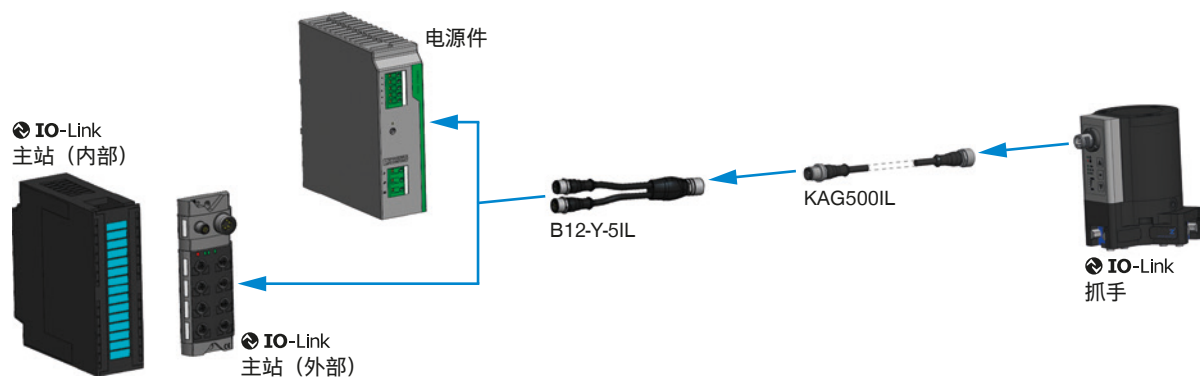 电源件
IO-Link
主站（内部）
B12-Y-5IL
KAG500IL
IO-Link
主站（外部）
IO-Link
抓手